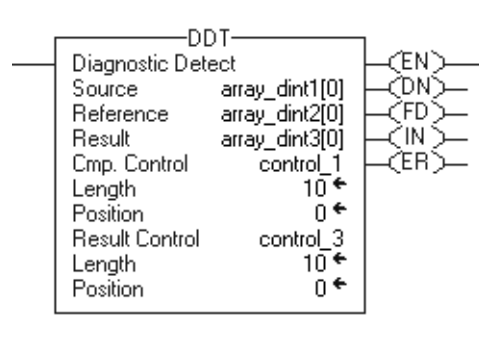 DDT
Diagnostic Detect
EN
Source array_dint1[0]
DN
Reference array_dint2[0]
FD
Result array_dint3[0]
IN
Cmp. Control control_1
ER
Length 10
Position 0
Result Control control_3
Length 10
Position 0